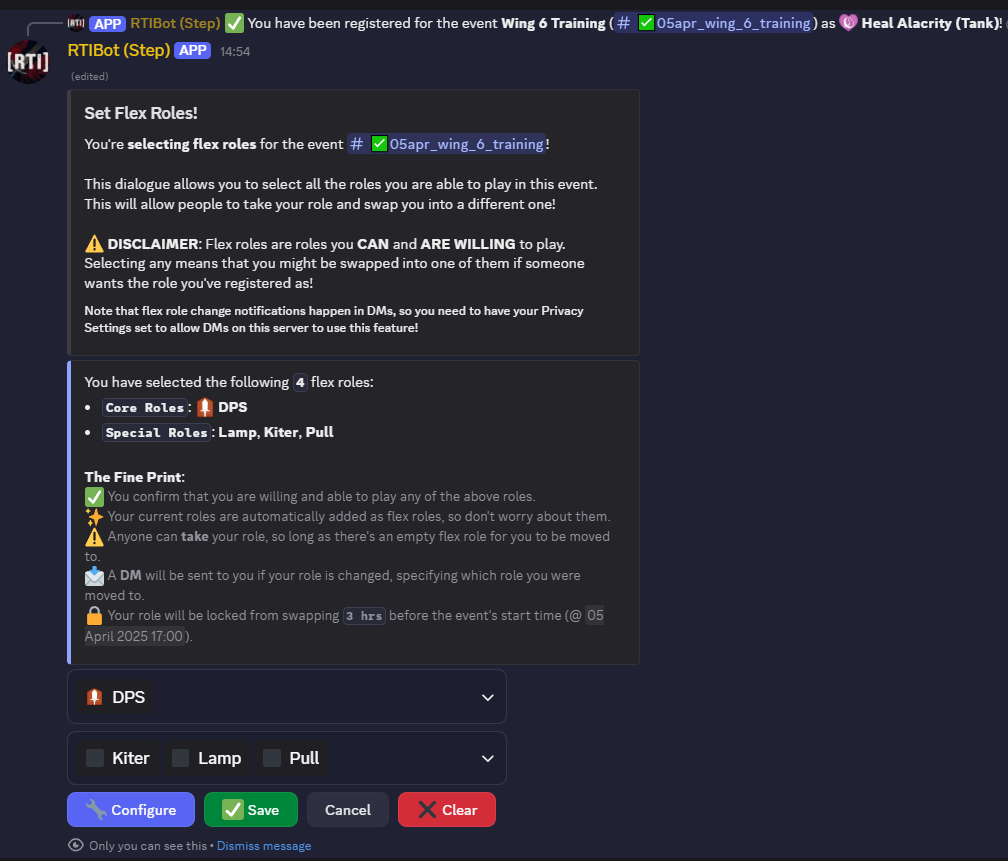 [RTI] APP RTIBot (Step) ✅ You have been registered for the event Wing 6 Training ( # ✅05apr_wing_6_training ) as 💗 Heal Alacrity (Tank)! (
[RTI] RTIBot (Step) APP 14:54
(edited)
Set Flex Roles!
You're selecting flex roles for the event # ✅05apr_wing_6_training !
This dialogue allows you to select all the roles you are able to play in this event.
This will allow people to take your role and swap you into a different one!
⚠️ DISCLAIMER: Flex roles are roles you CAN and ARE WILLING to play.
Selecting any means that you might be swapped into one of them if someone
wants the role you've registered as!
Note that flex role change notifications happen in DMs, so you need to have your Privacy
Settings set to allow DMs on this server to use this feature!
You have selected the following 4 flex roles:
• Core Roles: DPS
• Special Roles: Lamp, Kiter, Pull
The Fine Print:
✅ You confirm that you are willing and able to play any of the above roles.
✨ Your current roles are automatically added as flex roles, so don't worry about them.
⚠️ Anyone can take your role, so long as there's an empty flex role for you to be moved
to.
📩 A DM will be sent to you if your role is changed, specifying which role you were
moved to.
🔒 Your role will be locked from swapping 3 hrs before the event's start time (@ 05
April 2025 17:00).
DPS
Kiter Lamp Pull
🔧 Configure ✅ Save Cancel ❌ Clear
Only you can see this • Dismiss message